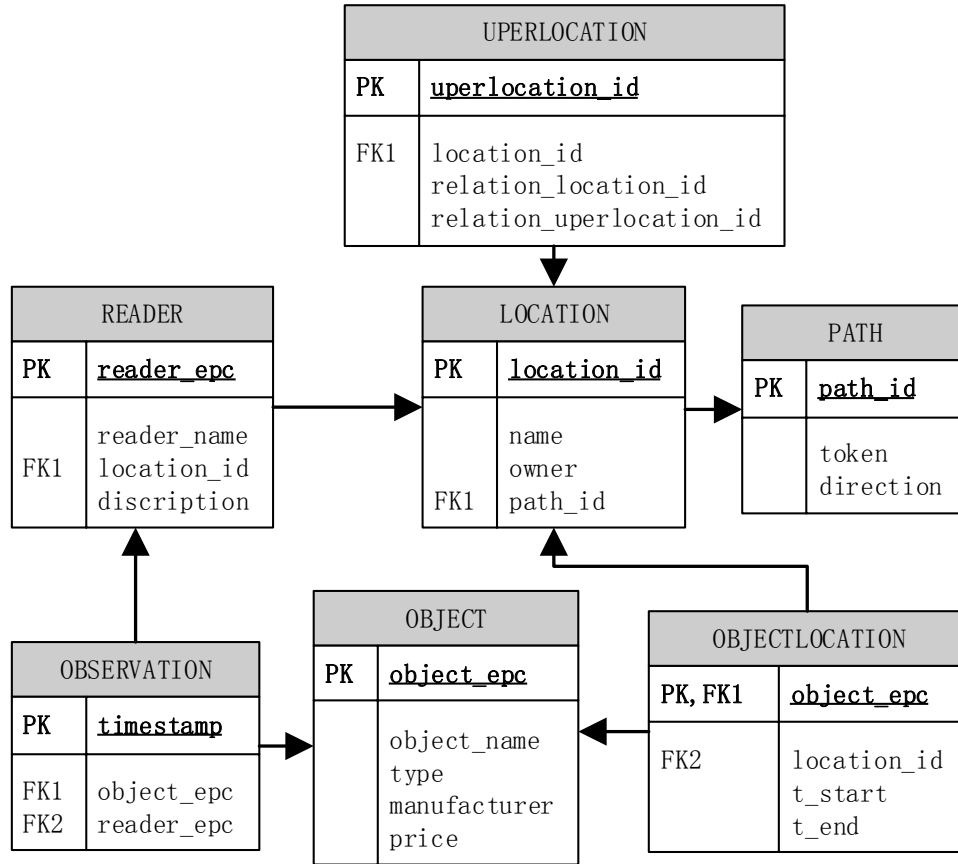 UPERLOCATION
PK uperlocation_id
FK1 location_id
relation_location_id
relation_uperlocation_id
READER
PK reader_epc
reader_name
FK1 location_id
discription
LOCATION
PK location_id
name
owner
FK1 path_id
PATH
PK path_id
token
direction
OBSERVATION
PK timestamp
FK1 object_epc
FK2 reader_epc
OBJECT
PK object_epc
object_name
type
manufacturer
price
OBJECTLOCATION
PK,FK1 object_epc
FK2 location_id
t_start
t_end